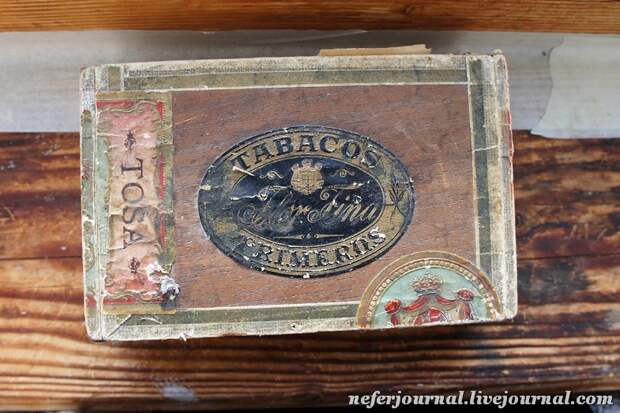 TOSA
TABACOS
Flor Fina
PRIMEROS
neferjournal.livejournal.com